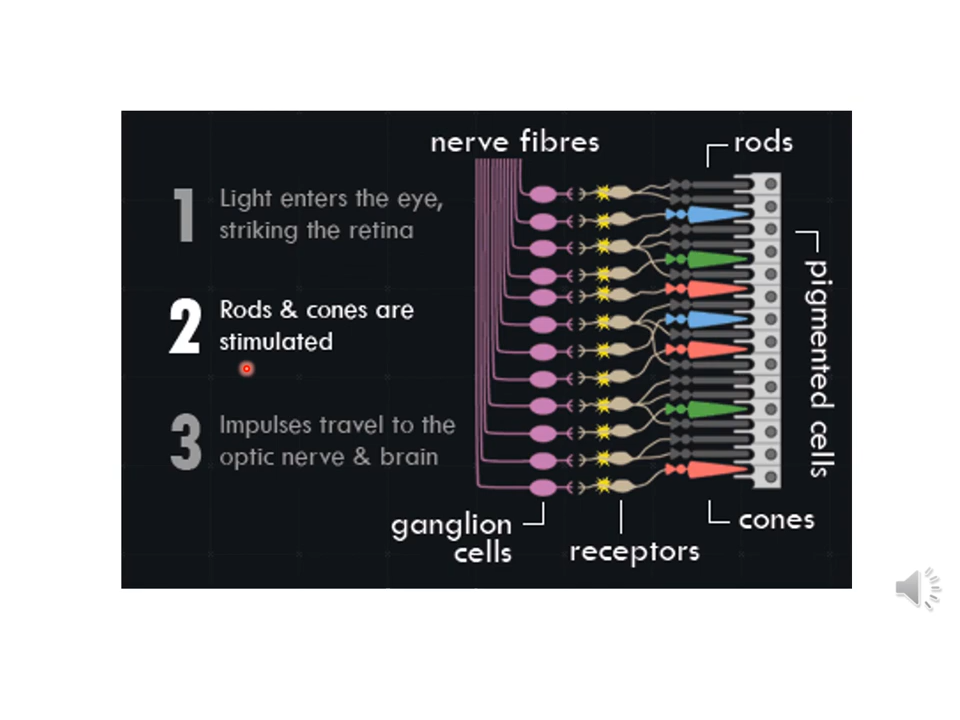 nerve fibres
rods
1
Light enters the eye,
striking the retina
2
Rods & cones are
stimulated
3
Impulses travel to the
optic nerve & brain
pigmented cells
ganglion
cells
receptors
cones